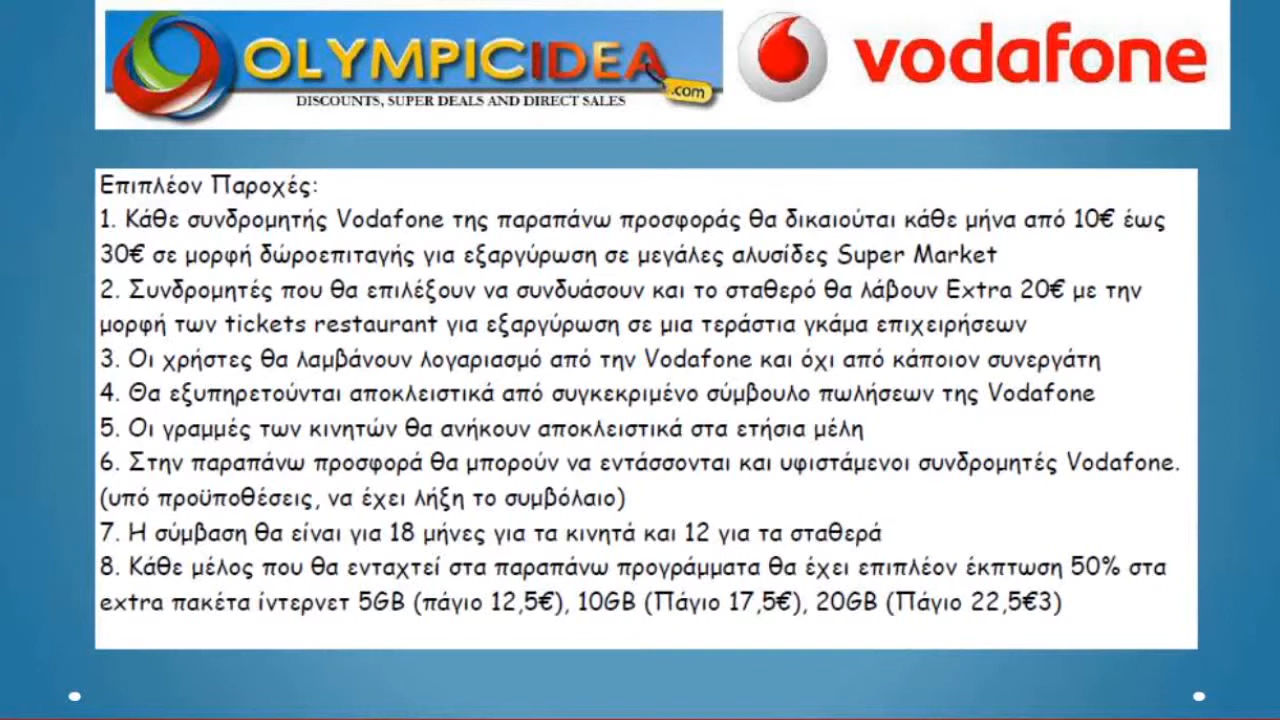 OLYMPICIDEA
.com
DISCOUNTS, SUPER DEALS AND DIRECT SALES
vodafone
Επιπλέον Παροχές:
1. Κάθε συνδρομητής Vodafone της παραπάνω προσφοράς θα δικαιούται κάθε μήνα από 10€ έως
30€ σε μορφή δώροεπιταγής για εξαργύρωση σε μεγάλες αλυσίδες Super Market
2. Συνδρομητές που θα επιλέξουν να συνδυάσουν και το σταθερό θα λάβουν Extra 20€ με την
μορφή των tickets restaurant για εξαργύρωση σε μια τεράστια γκάμα επιχειρήσεων
3. Οι χρήστες θα λαμβάνουν λογαριασμό από την Vodafone και όχι από κάποιον συνεργάτη
4. Θα εξυπηρετούνται αποκλειστικά από συγκεκριμένο σύμβουλο πωλήσεων της Vodafone
5. Οι γραμμές των κινητών θα ανήκουν αποκλειστικά στα ετήσια μέλη
6. Στην παραπάνω προσφορά θα μπορούν να εντάσσονται και υφιστάμενοι συνδρομητές Vodafone.
(υπό προϋποθέσεις, να έχει λήξη το συμβόλαιο)
7. Η σύμβαση θα είναι για 18 μήνες για τα κινητά και 12 για τα σταθερά
8. Κάθε μέλος που θα ενταχτεί στα παραπάνω προγράμματα θα έχει επιπλέον έκπτωση 50% στα
extra πακέτα ίντερνετ 5GB (πάγιο 12,5€), 10GB (Πάγιο 17,5€), 20GB (Πάγιο 22,5€3)